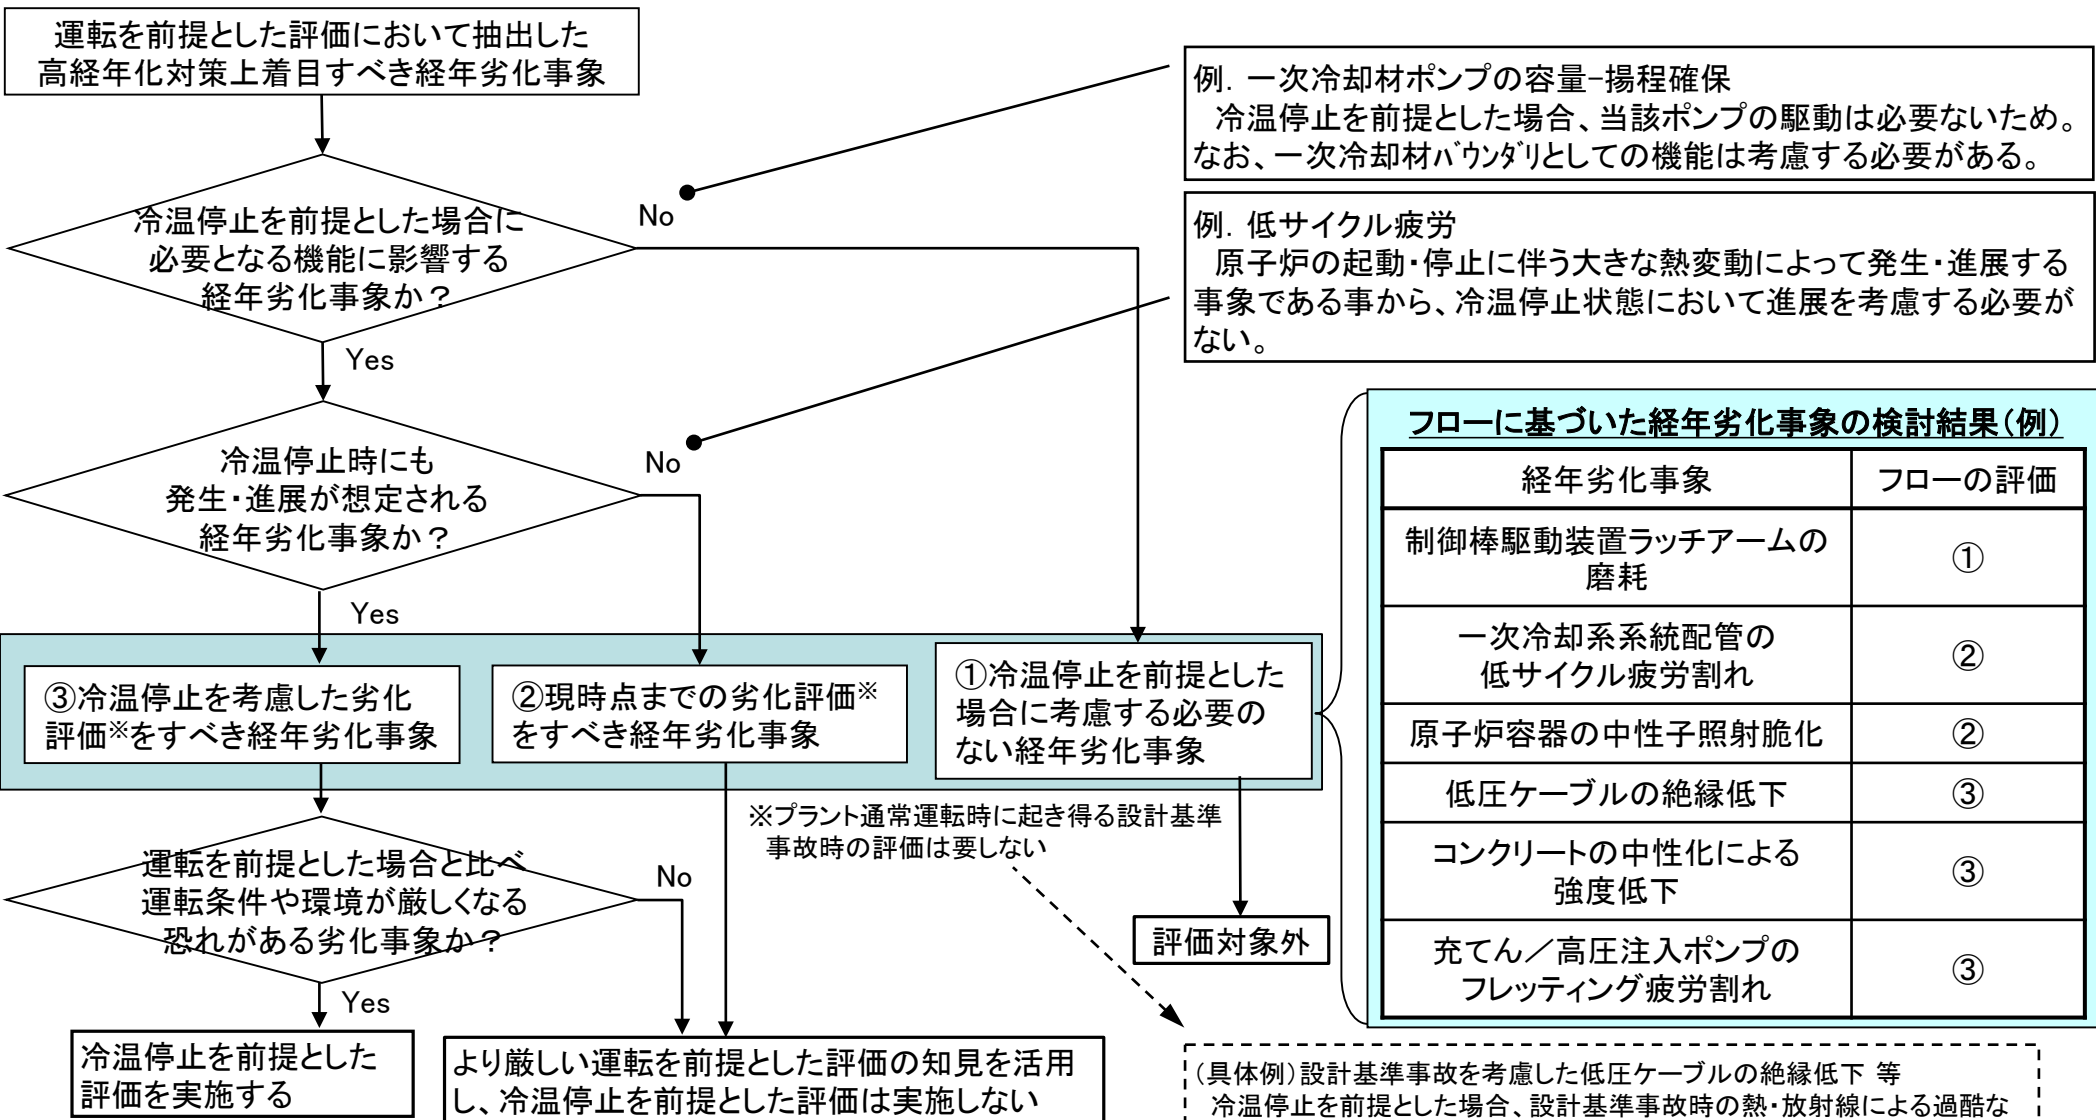 運転を前提とした評価において抽出した
高経年化対策上着目すべき経年劣化事象
例．一次冷却材ポンプの容量-揚程確保
冷温停止を前提とした場合、当該ポンプの駆動は必要ないため。
なお、一次冷却材ﾊﾞｳﾝﾀﾞﾘとしての機能は考慮する必要がある。
冷温停止を前提とした場合に
必要となる機能に影響する
経年劣化事象か？
No
Yes
例．低サイクル疲労
原子炉の起動・停止に伴う大きな熱変動によって発生・進展する
事象である事から、冷温停止状態において進展を考慮する必要が
ない。
冷温停止時にも
発生・進展が想定される
経年劣化事象か？
No
Yes
③冷温停止を考慮した劣化
評価※をすべき経年劣化事象
②現時点までの劣化評価※
をすべき経年劣化事象
①冷温停止を前提とした
場合に考慮する必要の
ない経年劣化事象
フローに基づいた経年劣化事象の検討結果（例）
経年劣化事象 フローの評価
制御棒駆動装置ラッチアームの
磨耗
①
一次冷却系系統配管の
低サイクル疲労割れ
②
原子炉容器の中性子照射脆化 ②
低圧ケーブルの絶縁低下 ③
コンクリートの中性化による
強度低下
③
充てん／高圧注入ポンプの
フレッティング疲労割れ
③
※プラント通常運転時に起き得る設計基準
事故時の評価は要しない
運転を前提とした場合と比べ
運転条件や環境が厳しくなる
恐れがある劣化事象か？
No
Yes
評価対象外
冷温停止を前提とした
評価を実施する
より厳しい運転を前提とした評価の知見を活用
し、冷温停止を前提とした評価は実施しない
（具体例）設計基準事故を考慮した低圧ケーブルの絶縁低下 等
冷温停止を前提とした場合、設計基準事故時の熱・放射線による過酷な